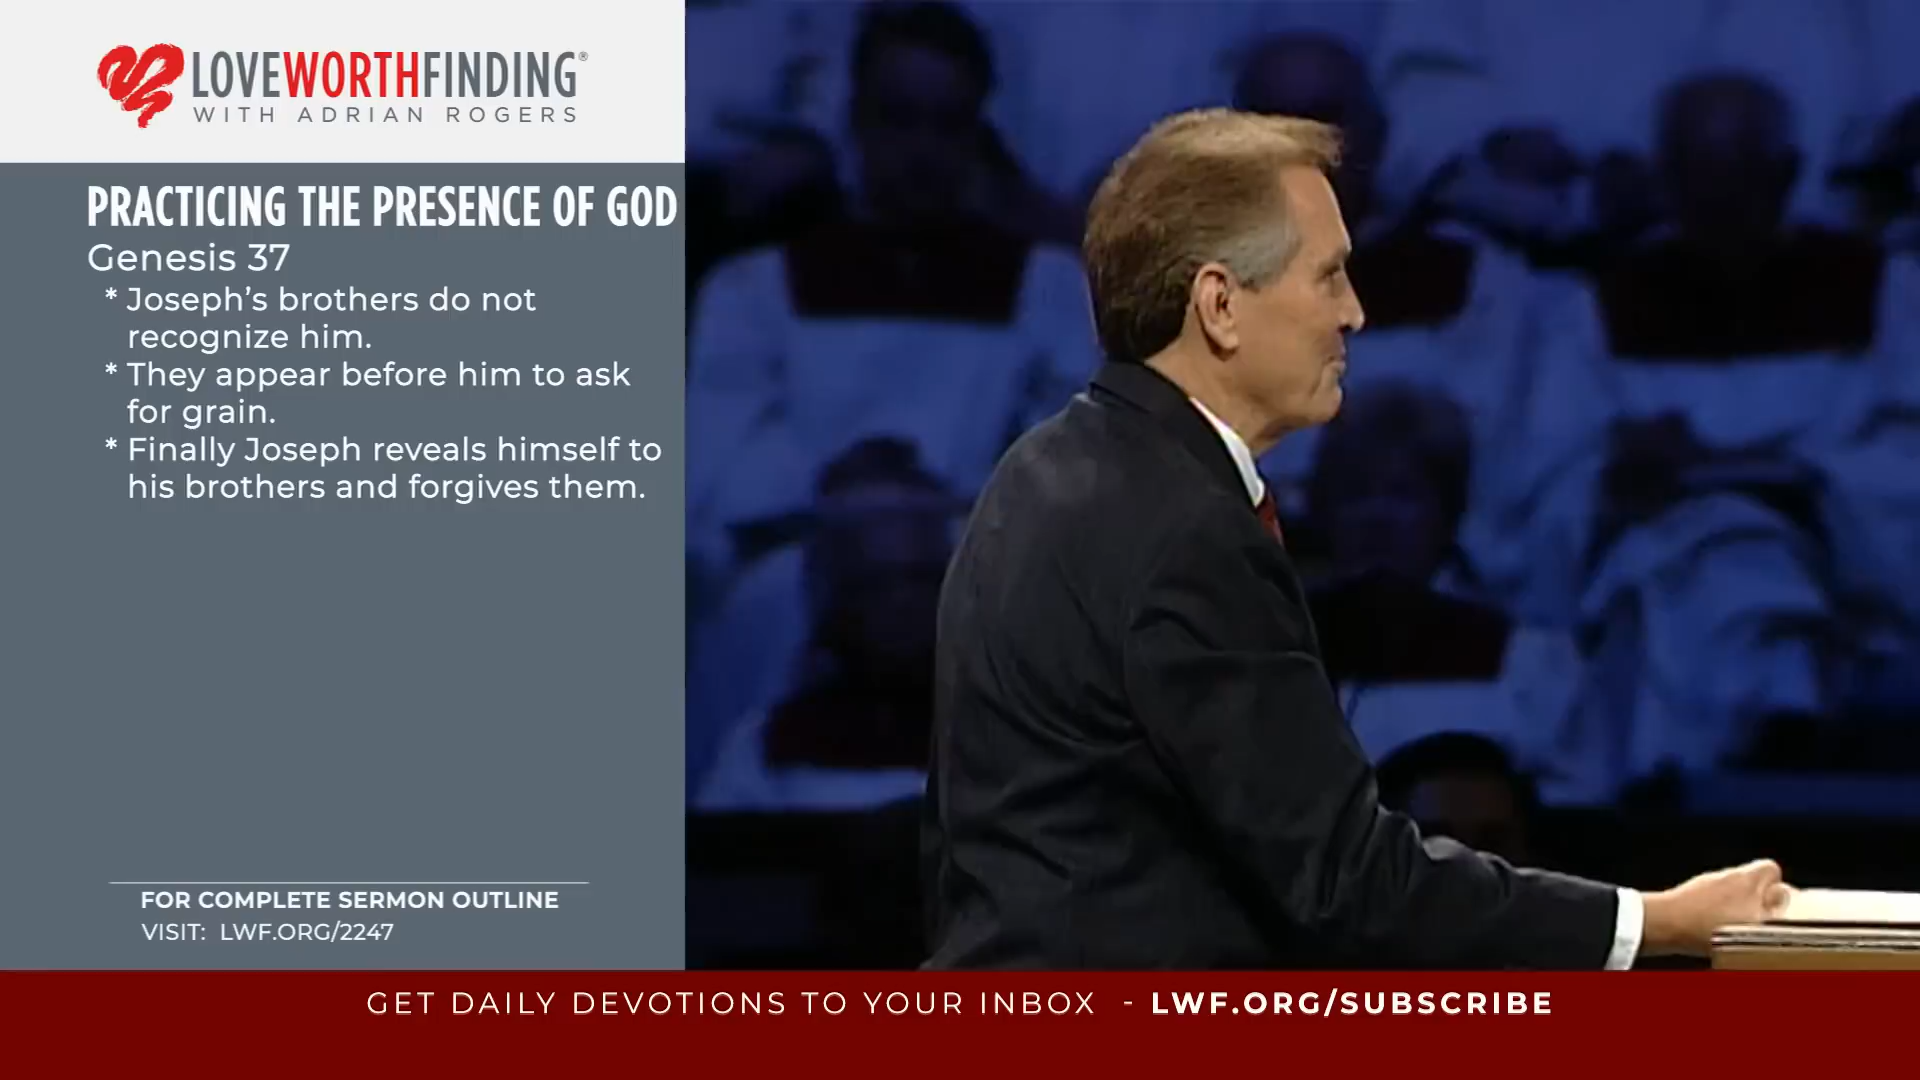 LOVEWORTHFINDING®
WITH ADRIAN ROGERS
PRACTICING THE PRESENCE OF GOD
Genesis 37
* Joseph’s brothers do not
recognize him.
* They appear before him to ask
for grain.
* Finally Joseph reveals himself to
his brothers and forgives them.
FOR COMPLETE SERMON OUTLINE
VISIT: LWF.ORG/2247
GET DAILY DEVOTIONS TO YOUR INBOX - LWF.ORG/SUBSCRIBE